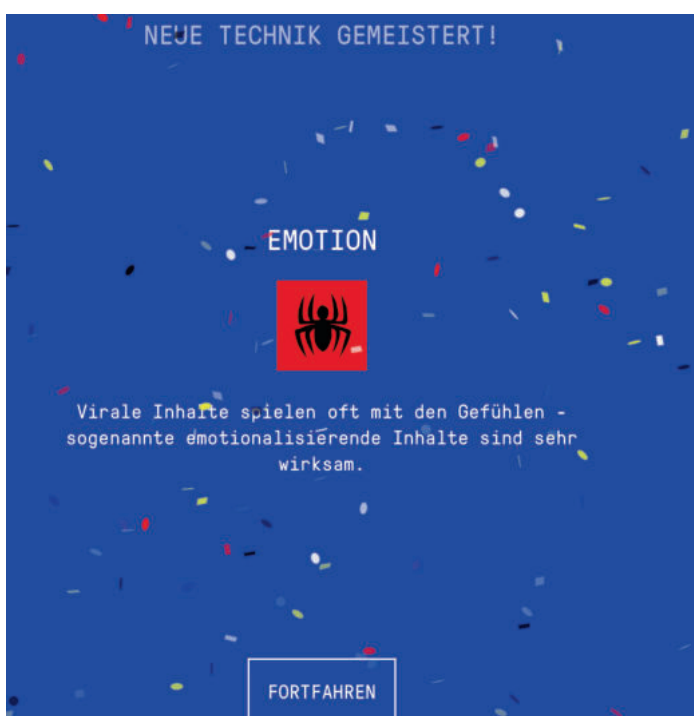 NEUE TECHNIK GEMEISTERT!
EMOTION
Virale Inhalte spielen oft mit den Gefühlen -
sogenannte emotionalisierende Inhalte sind sehr
wirksam.
FORTFAHREN